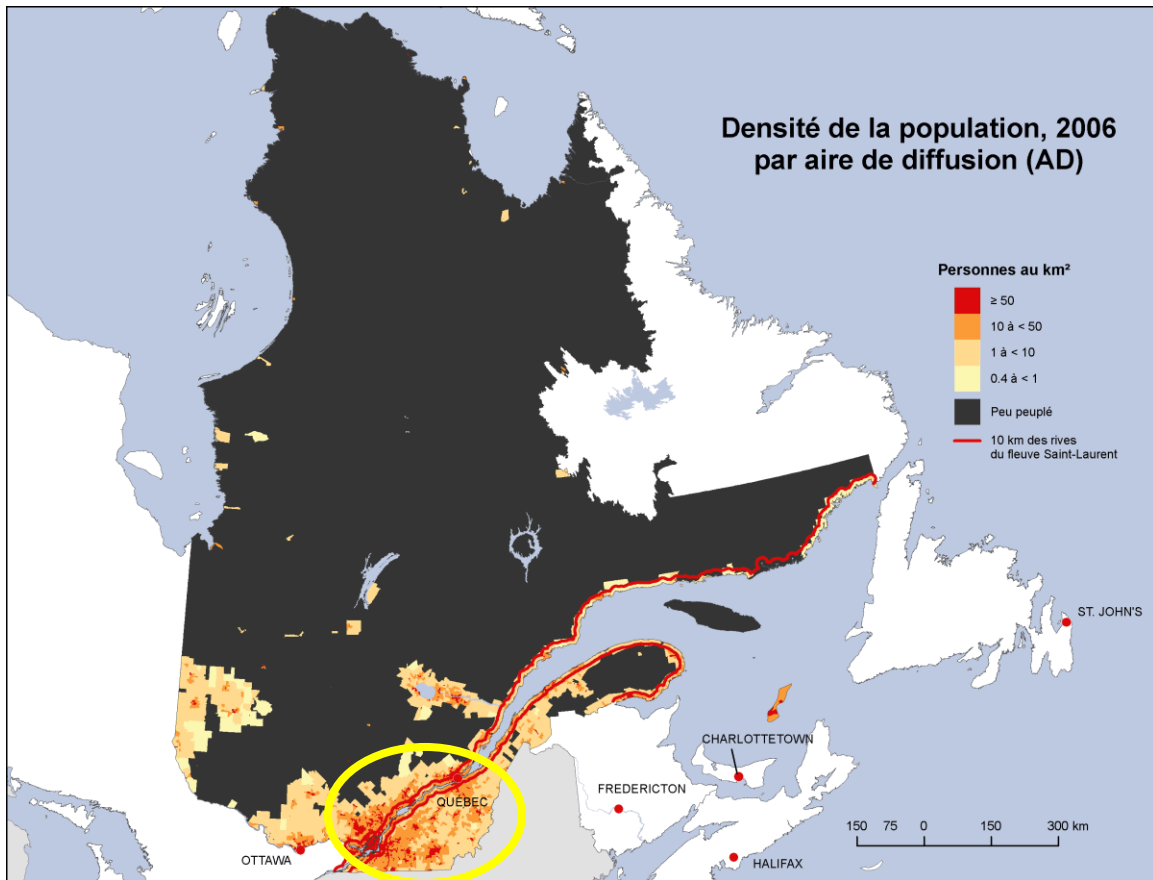 Densité de la population, 2006
par aire de diffusion (AD)
Personnes au km²
≥ 50
10 à < 50
1 à < 10
0.4 à < 1
Peu peuplé
10 km des rives
du fleuve Saint-Laurent
ST. JOHN'S
CHARLOTTETOWN
FREDERICTON
QUÉBEC
OTTAWA
HALIFAX
150 75 0 150 300 km